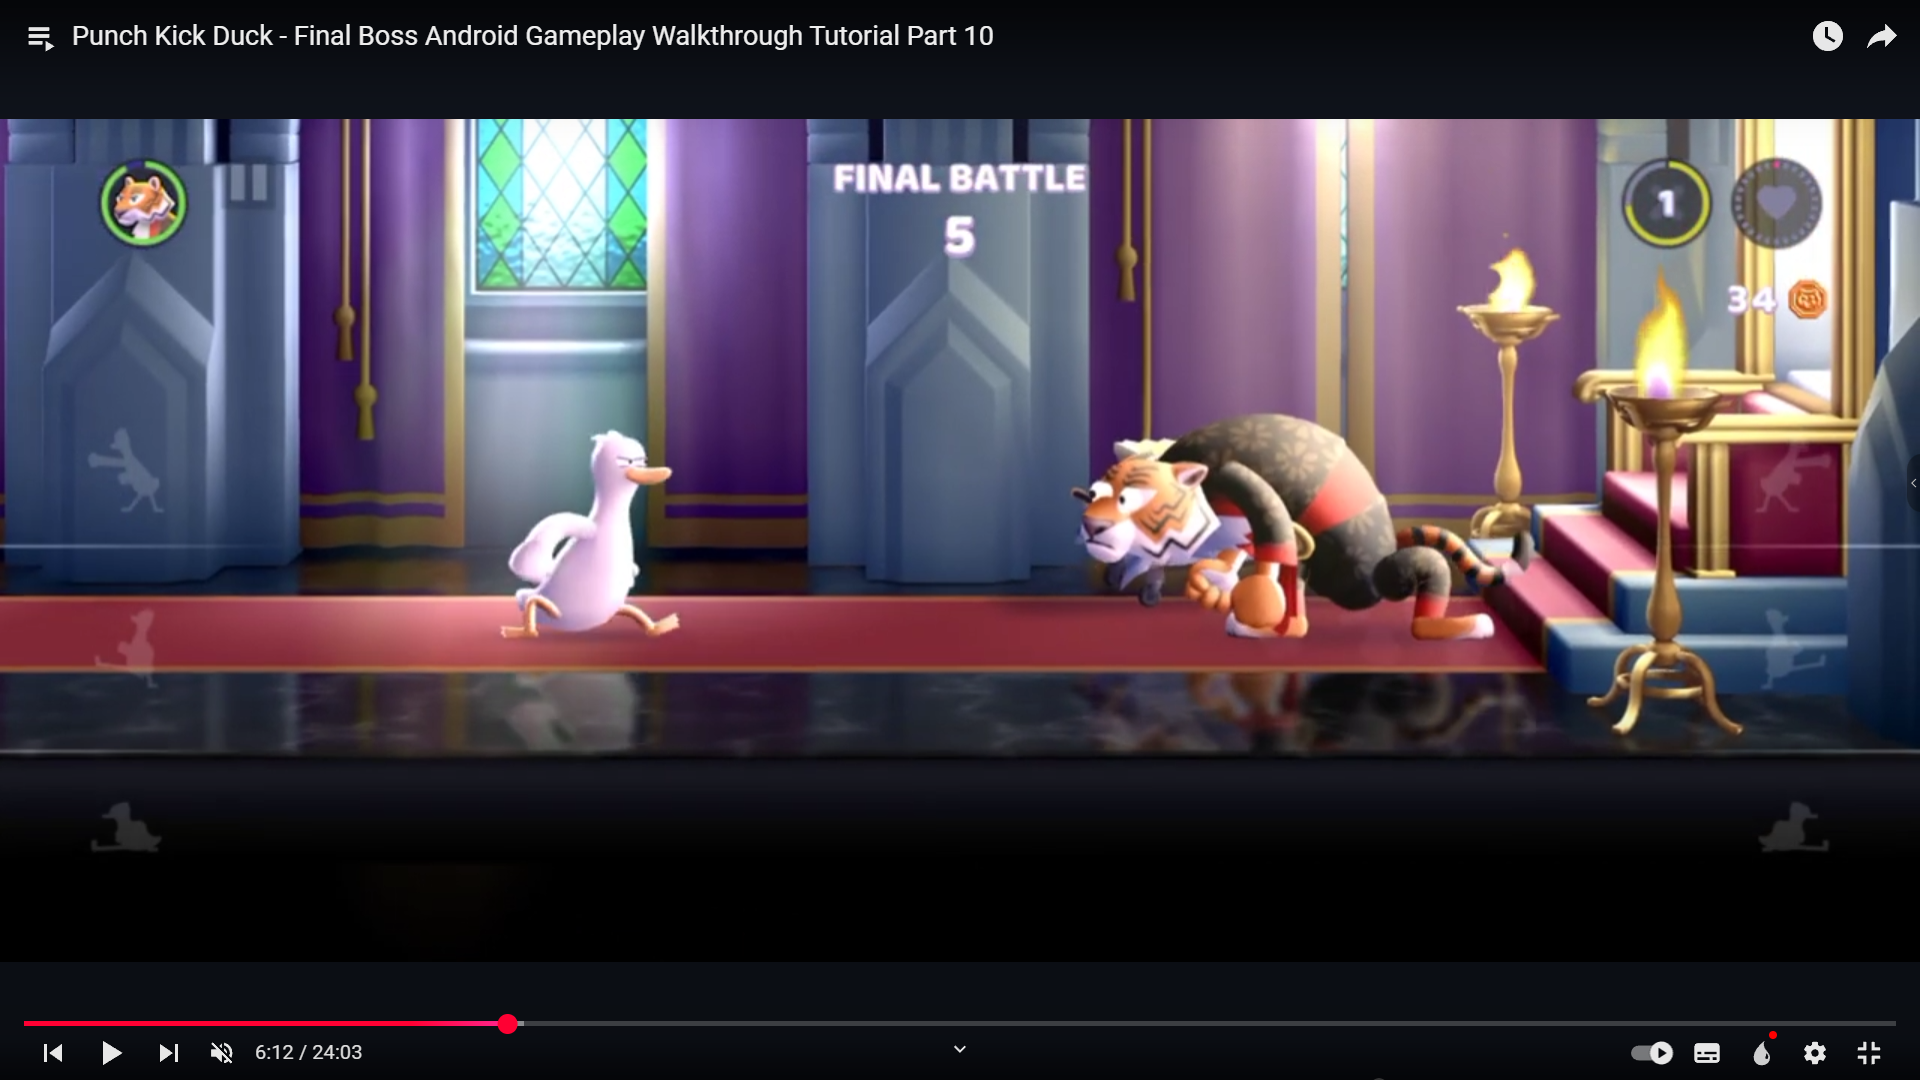 Punch Kick Duck - Final Boss Android Gameplay Walkthrough Tutorial Part 10
FINAL BATTLE
5
1
34
6:12 / 24:03